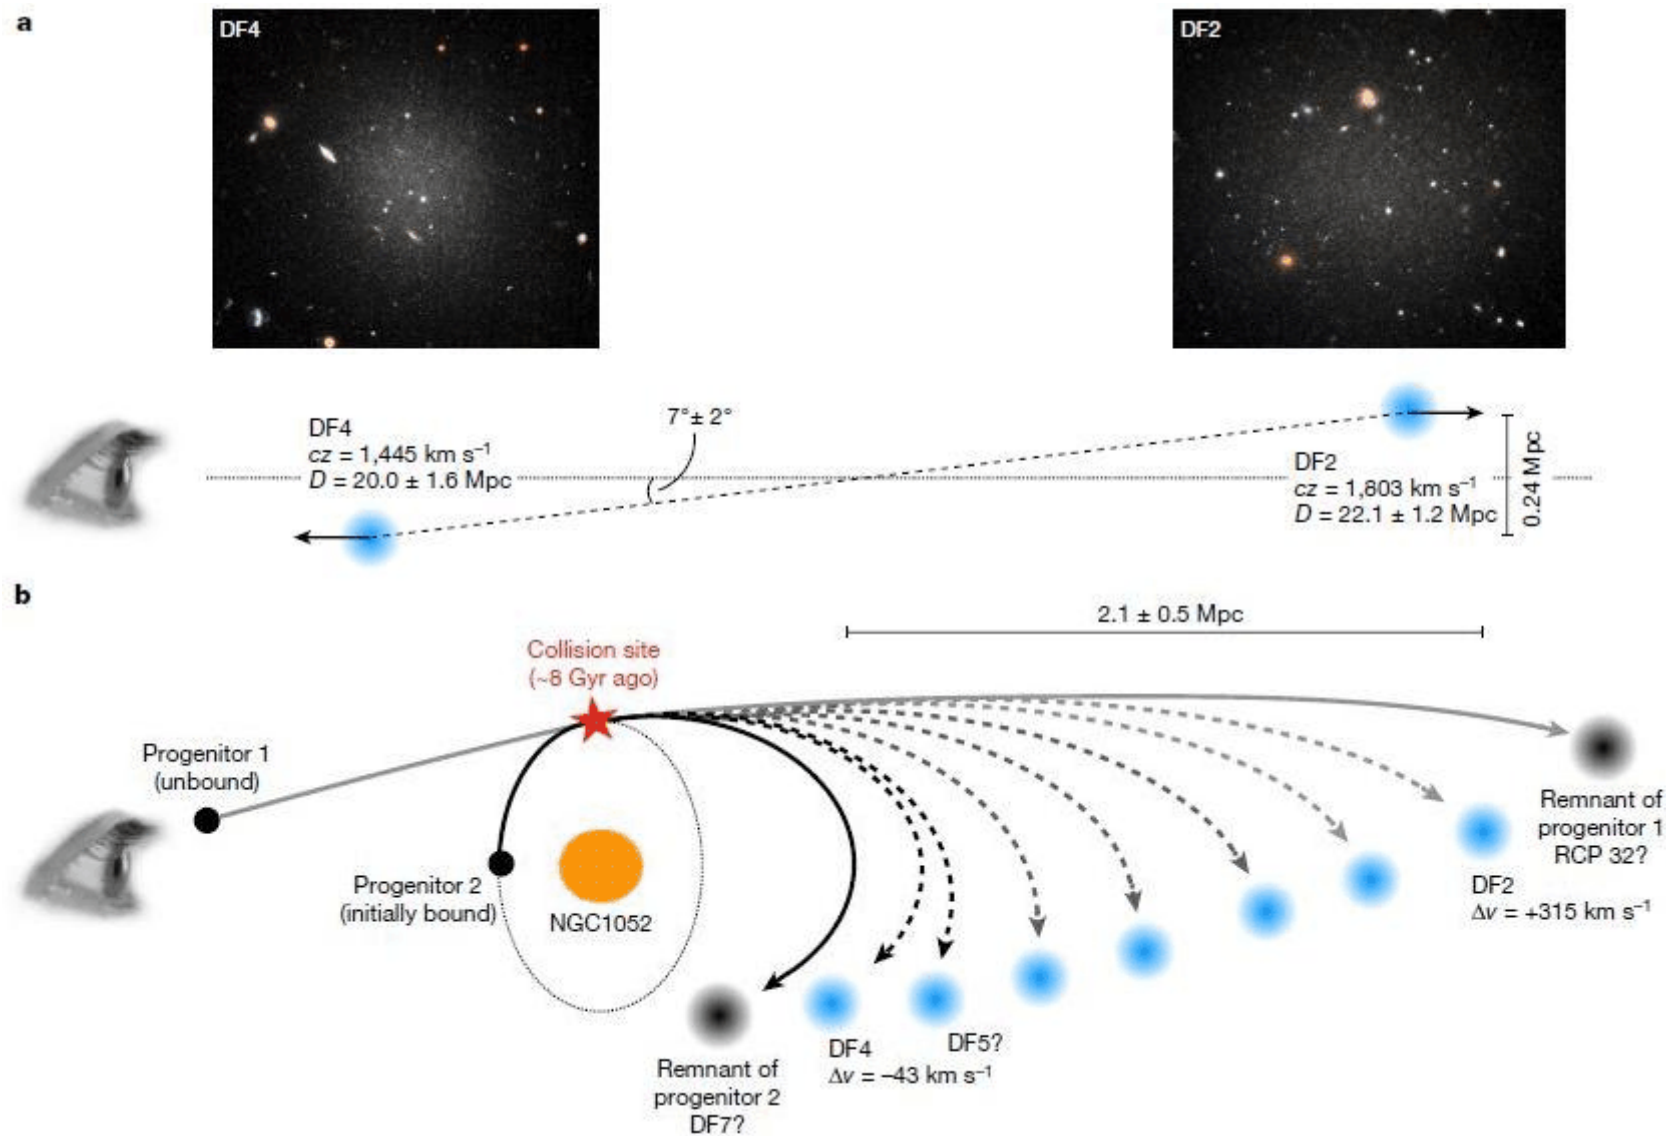 a
DF4
DF2
7°± 2°
DF4
cz = 1,445 km s⁻¹
D = 20.0 ± 1.6 Mpc
DF2
cz = 1,803 km s⁻¹
D = 22.1 ± 1.2 Mpc
0.24 Mpc
b
2.1 ± 0.5 Mpc
Collision site
(~8 Gyr ago)
Progenitor 1
(unbound)
Progenitor 2
(initially bound)
NGC1052
Remnant of
progenitor 1
RCP 32?
DF2
Δv = +315 km s⁻¹
DF4
Δv = –43 km s⁻¹
DF5?
Remnant of
progenitor 2
DF7?